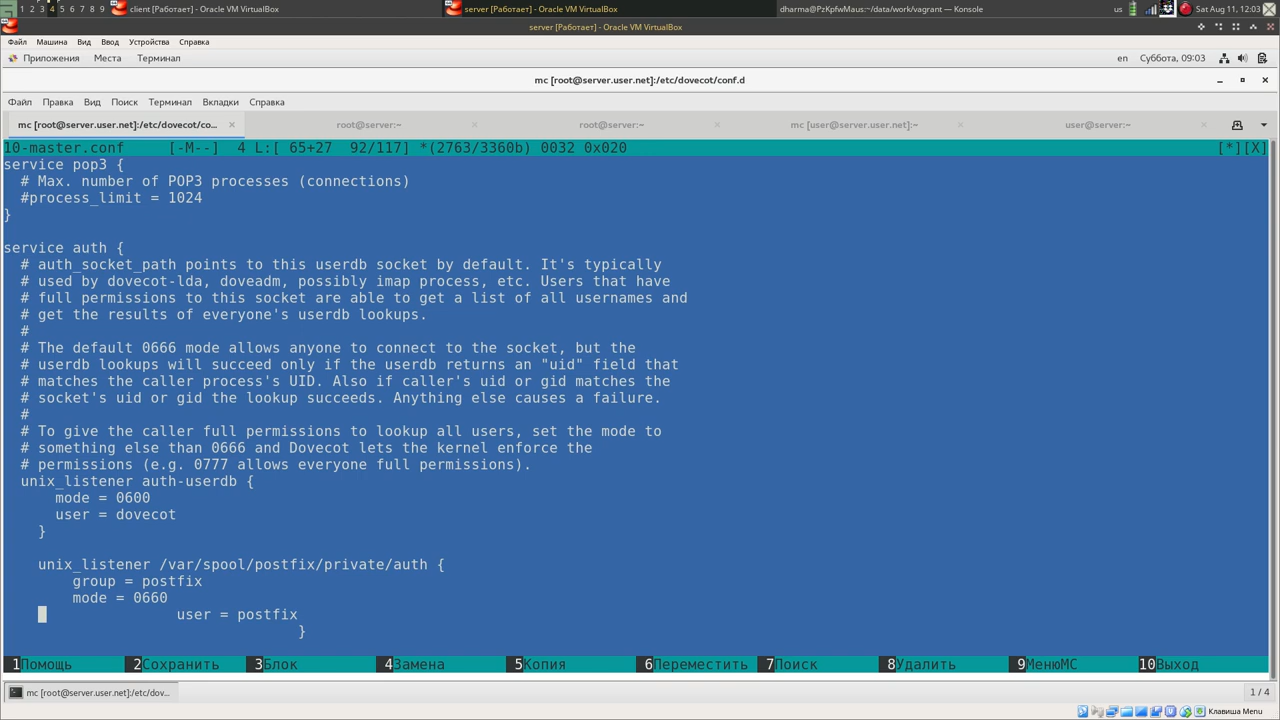 1 2 3 4 5 6 7 8 9 client [Работает] - Oracle VM VirtualBox server [Работает] - Oracle VM VirtualBox dharma@PzKpfwMaus:~/data/work/vagrant — Konsole us Sat Aug 11, 12:03
server [Работает] - Oracle VM VirtualBox
Файл Машина Вид Ввод Устройства Справка
Приложения Места Терминал en Суббота, 09:03
mc [root@server.user.net]:/etc/dovecot/conf.d
Файл Правка Вид Поиск Терминал Вкладки Справка
mc [root@server.user.net]:/etc/dovecot/co... × root@server:~ × root@server:~ × mc [user@server.user.net]:~ × user@server:~ ×
10-master.conf [-M--] 4 L:[ 65+27 92/117] *(2763/3360b) 0032 0x020 [*][X]
service pop3 {
# Max. number of POP3 processes (connections)
#process_limit = 1024
}
service auth {
# auth_socket_path points to this userdb socket by default. It's typically
# used by dovecot-lda, doveadm, possibly imap process, etc. Users that have
# full permissions to this socket are able to get a list of all usernames and
# get the results of everyone's userdb lookups.
#
# The default 0666 mode allows anyone to connect to the socket, but the
# userdb lookups will succeed only if the userdb returns an "uid" field that
# matches the caller process's UID. Also if caller's uid or gid matches the
# socket's uid or gid the lookup succeeds. Anything else causes a failure.
#
# To give the caller full permissions to lookup all users, set the mode to
# something else than 0666 and Dovecot lets the kernel enforce the
# permissions (e.g. 0777 allows everyone full permissions).
unix_listener auth-userdb {
mode = 0600
user = dovecot
}
unix_listener /var/spool/postfix/private/auth {
group = postfix
mode = 0660
user = postfix
}
1Помощь 2Сохранить 3Блок 4Замена 5Копия 6Переместить 7Поиск 8Удалить 9МенюМС 10Выход
mc [root@server.user.net]:/etc/dov... 1 / 4
Клавиша Menu